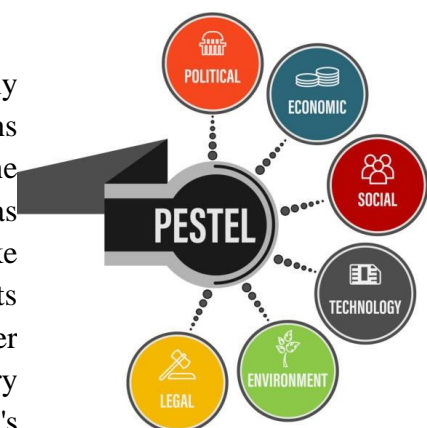 POLITICAL
ECONOMIC
SOCIAL
PESTEL
TECHNOLOGY
ENVIRONMENT
LEGAL